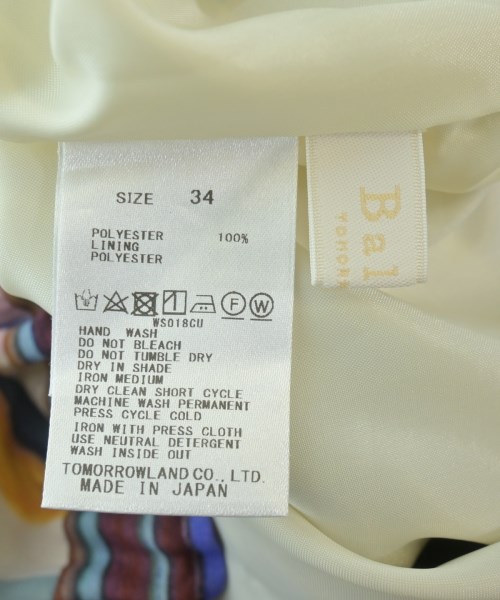 SIZE 34
POLYESTER 100%
LINING
POLYESTER
F W
WS018CU
HAND WASH
DO NOT BLEACH
DO NOT TUMBLE DRY
DRY IN SHADE
IRON MEDIUM
DRY CLEAN SHORT CYCLE
MACHINE WASH PERMANENT
PRESS CYCLE COLD
IRON WITH PRESS CLOTH
USE NEUTRAL DETERGENT
WASH INSIDE OUT
TOMORROWLAND CO., LTD.
MADE IN JAPAN